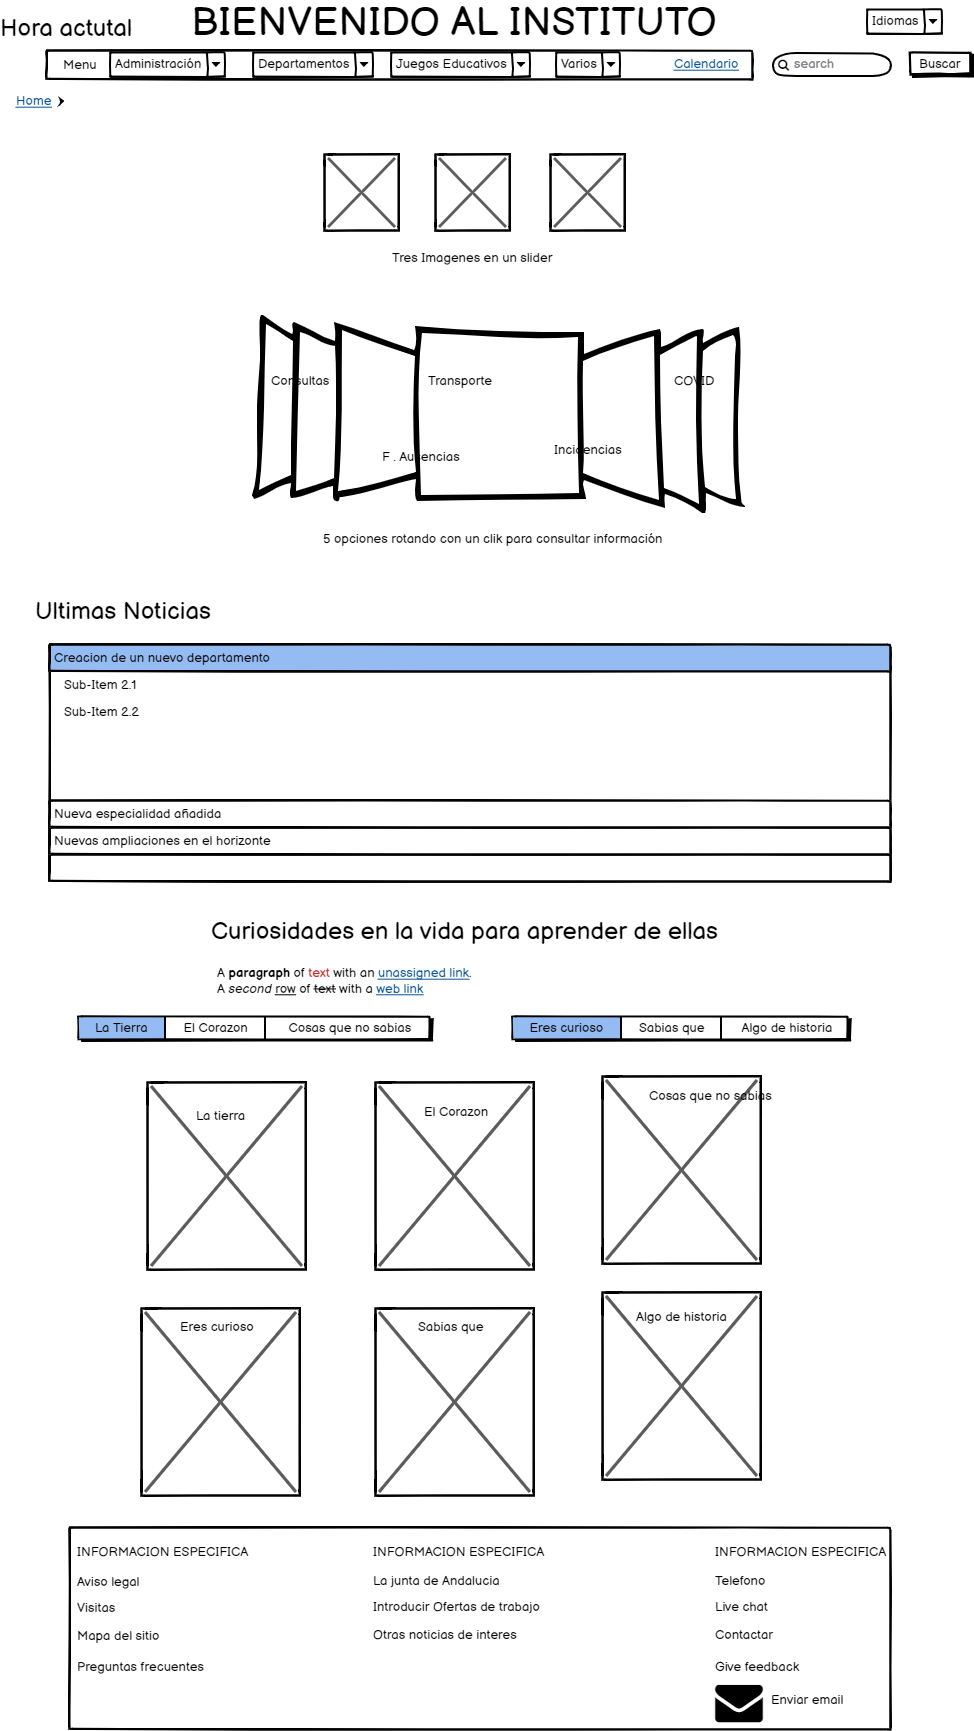 Hora actutal
BIENVENIDO AL INSTITUTO
Idiomas
Menu Administración Departamentos Juegos Educativos Varios Calendario search Buscar
Home
Tres Imagenes en un slider
Consultas Transporte COVID
F . Ausencias Incidencias
5 opciones rotando con un clik para consultar información
Ultimas Noticias
Creacion de un nuevo departamento
Sub-Item 2.1
Sub-Item 2.2
Nueva especialidad añadida
Nuevas ampliaciones en el horizonte
Curiosidades en la vida para aprender de ellas
A paragraph of text with an unassigned link.
A second row of text with a web link
La Tierra El Corazon Cosas que no sabias Eres curioso Sabias que Algo de historia
La tierra El Corazon Cosas que no sabias
Eres curioso Sabias que Algo de historia
INFORMACION ESPECIFICA INFORMACION ESPECIFICA INFORMACION ESPECIFICA
Aviso legal La junta de Andalucia Telefono
Visitas Introducir Ofertas de trabajo Live chat
Mapa del sitio Otras noticias de interes Contactar
Preguntas frecuentes Give feedback
Enviar email